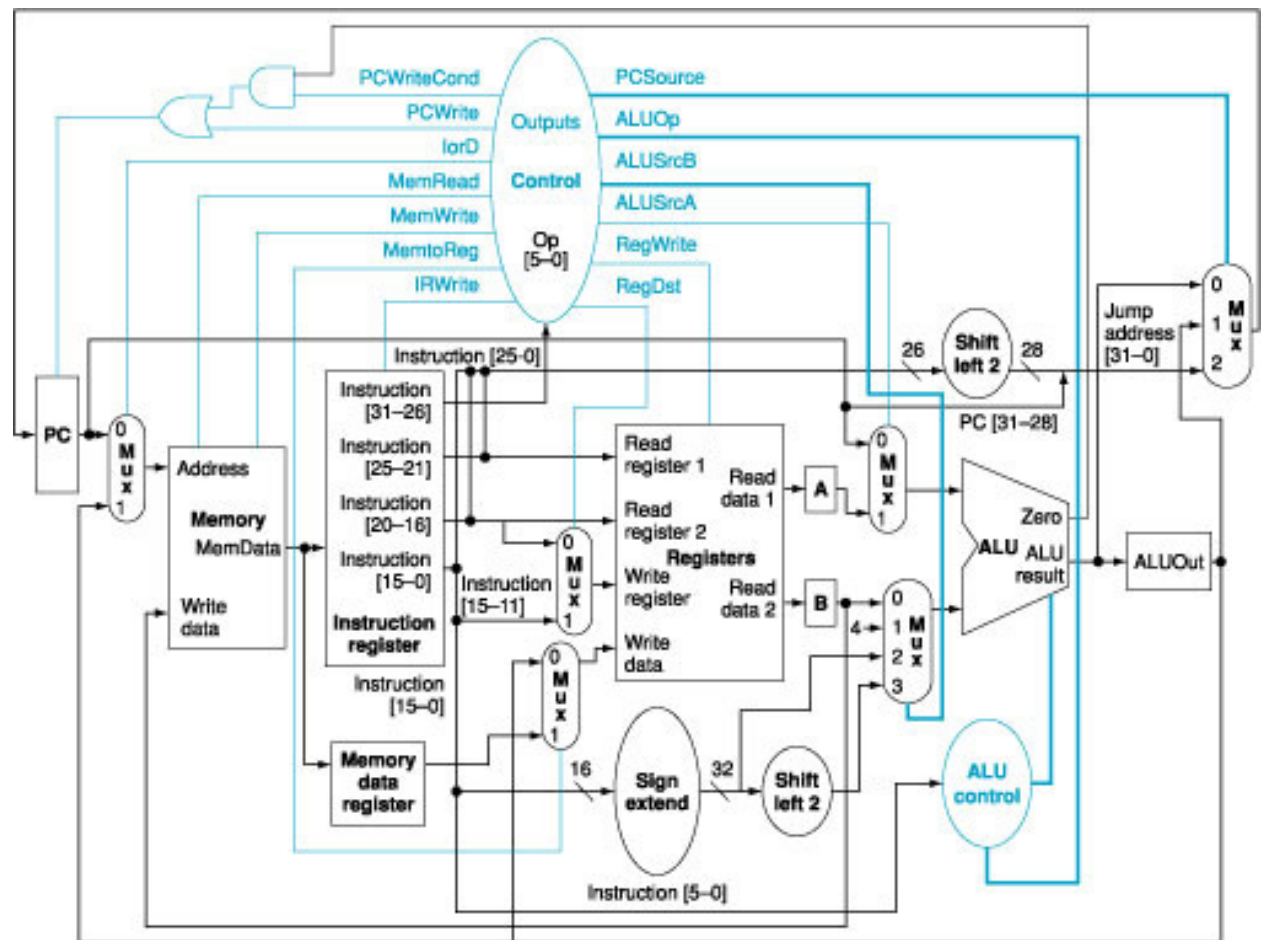 PCWriteCond
PCSource
PCWrite
Outputs
ALUOp
IorD
ALUSrcB
MemRead
Control
ALUSrcA
MemWrite
Op
[5–0]
RegWrite
MemtoReg
RegDst
IRWrite
0
1
2
M
u
x
Jump
address
[31–0]
26
Shift
left 2
28
Instruction [25-0]
PC [31–28]
PC
0
M
u
x
1
Address
Memory
MemData
Write
data
Instruction
[31–26]
Instruction
[25–21]
Instruction
[20–16]
Instruction
[15–0]
Instruction
register
Instruction
[15–11]
Instruction
[15–0]
0
M
u
x
1
0
M
u
x
1
Read
register 1
Read
register 2
Registers
Write
register
Write
data
Read
data 1
Read
data 2
A
B
0
M
u
x
1
0
4
1
2
3
M
u
x
Zero
ALU
ALU
result
ALUOut
Memory
data
register
16
Sign
extend
32
Shift
left 2
ALU
control
Instruction [5–0]